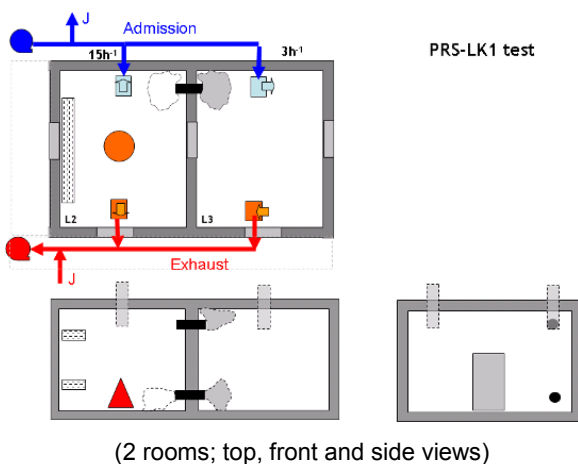 J
Admission
15h⁻¹
3h⁻¹
PRS-LK1 test
L2
L3
J
Exhaust
(2 rooms; top, front and side views)